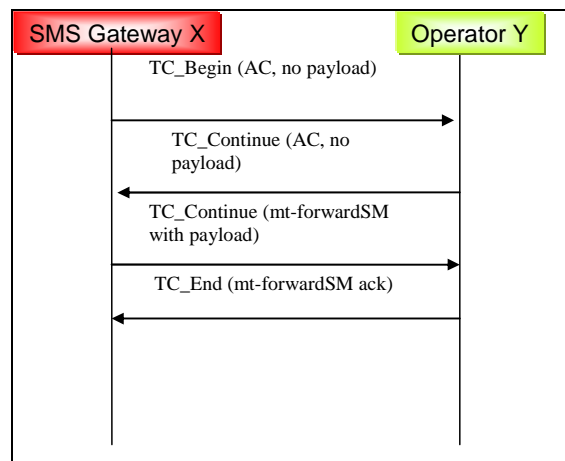 SMS Gateway X
Operator Y
TC_Begin (AC, no payload)
TC_Continue (AC, no
payload)
TC_Continue (mt-forwardSM
with payload)
TC_End (mt-forwardSM ack)